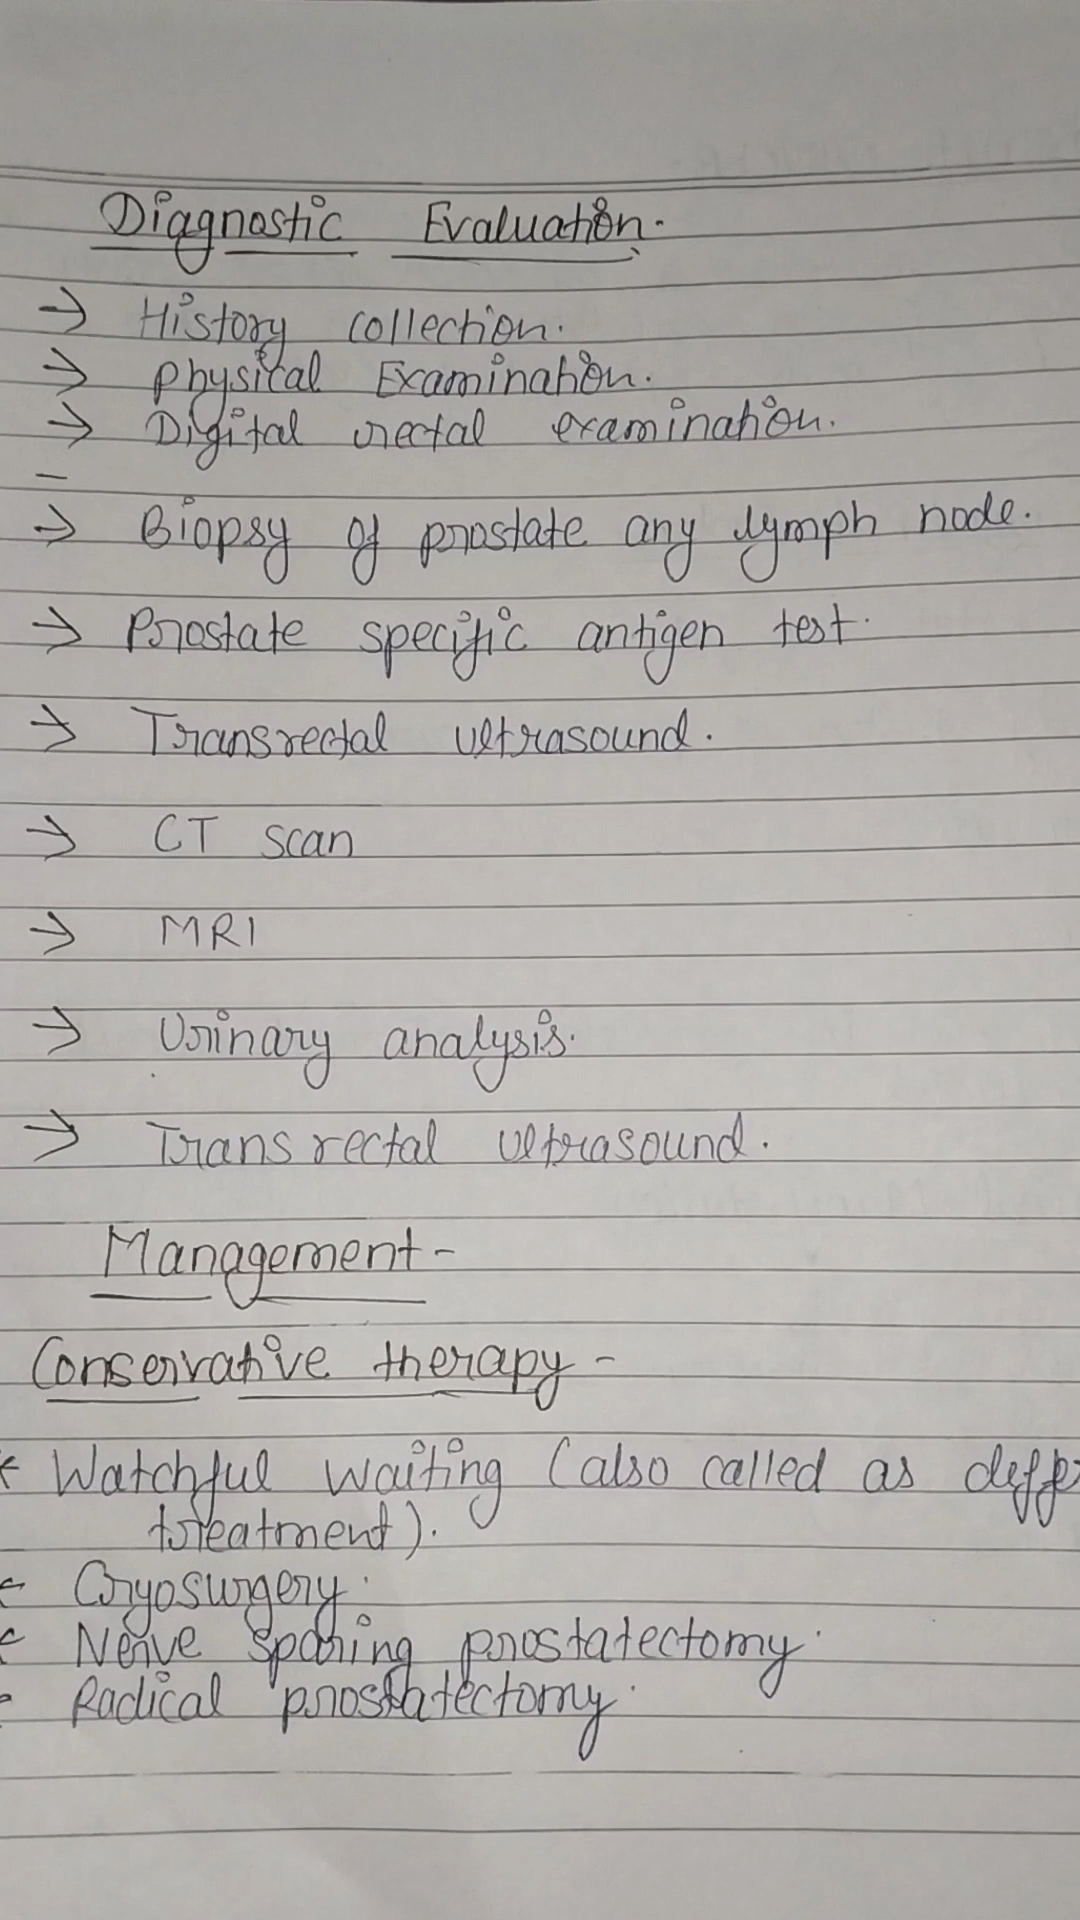 Diagnostic Evaluation.
→ History collection.
→ Physical Examination.
→ Digital rectal examination.
–
→ Biopsy of prostate any lymph node.
→ Prostate specific antigen test.
→ Transrectal ultrasound.
→ CT scan
→ MRI
→ Urinary analysis.
→ Trans rectal ultrasound.
Management -
Conservative therapy -
* Watchful waiting (also called as
treatment).
* Cryosurgery.
* Nerve sparing prostatectomy.
* Radical prostatectomy.